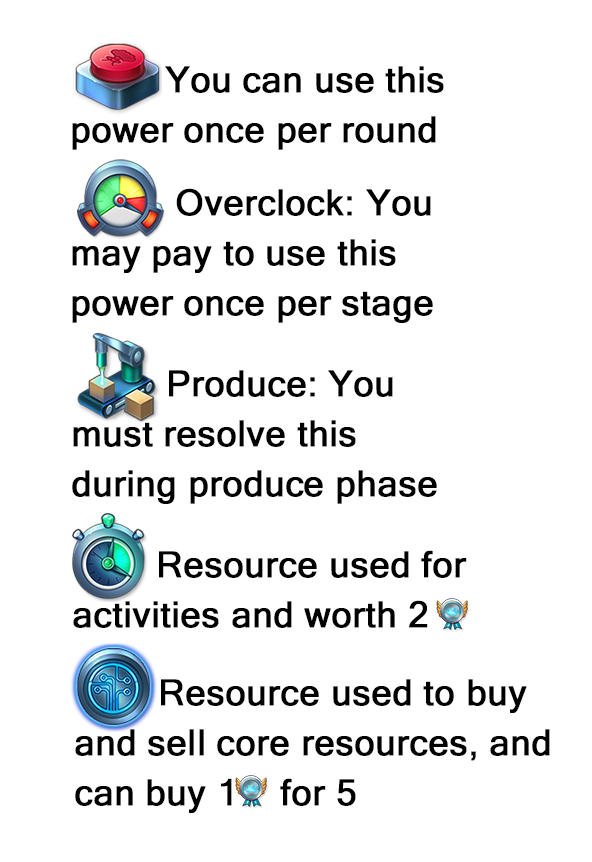 You can use this
power once per round
Overclock: You
may pay to use this
power once per stage
Produce: You
must resolve this
during produce phase
Resource used for
activities and worth 2
Resource used to buy
and sell core resources, and
can buy 1 for 5